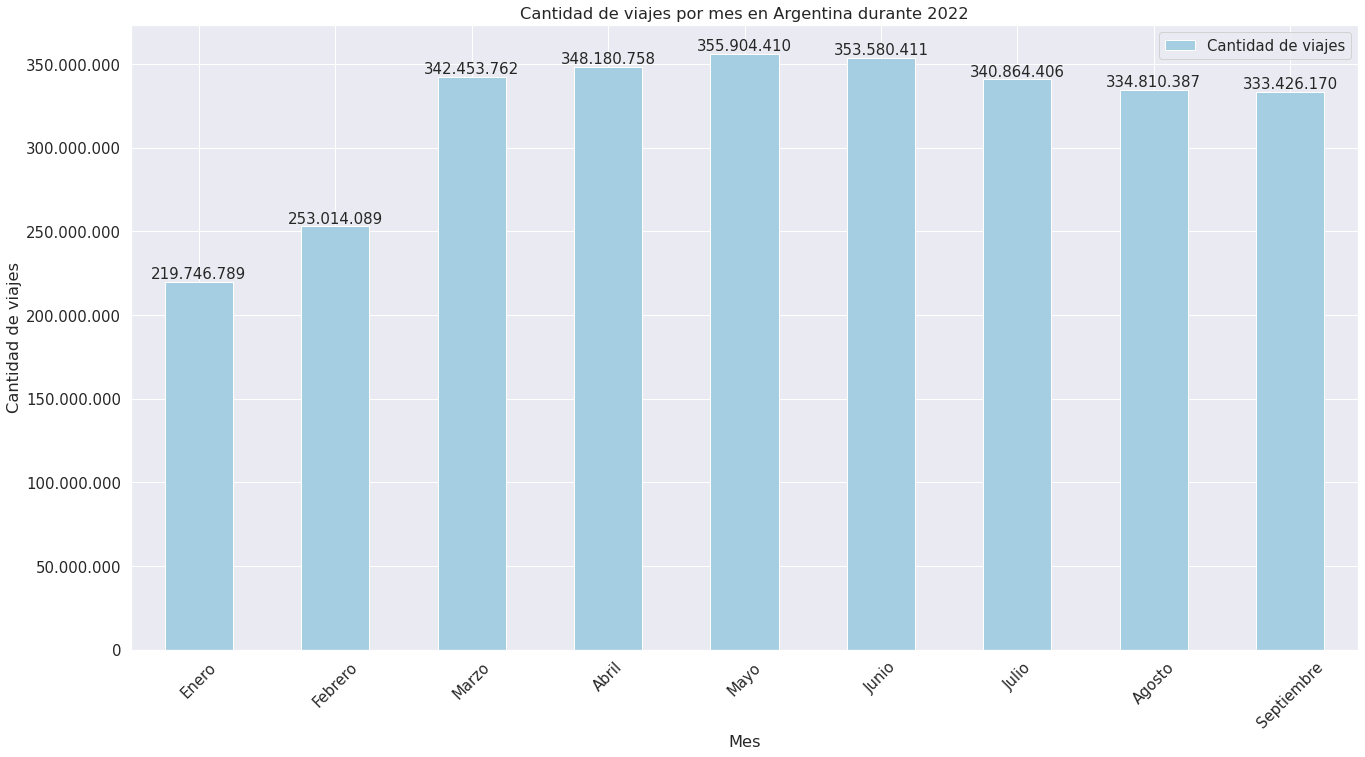 Cantidad de viajes por mes en Argentina durante 2022
Cantidad de viajes
Cantidad de viajes
350.000.000
300.000.000
250.000.000
200.000.000
150.000.000
100.000.000
50.000.000
0
219.746.789
253.014.089
342.453.762
348.180.758
355.904.410
353.580.411
340.864.406
334.810.387
333.426.170
Enero
Febrero
Marzo
Abril
Mayo
Junio
Julio
Agosto
Septiembre
Mes